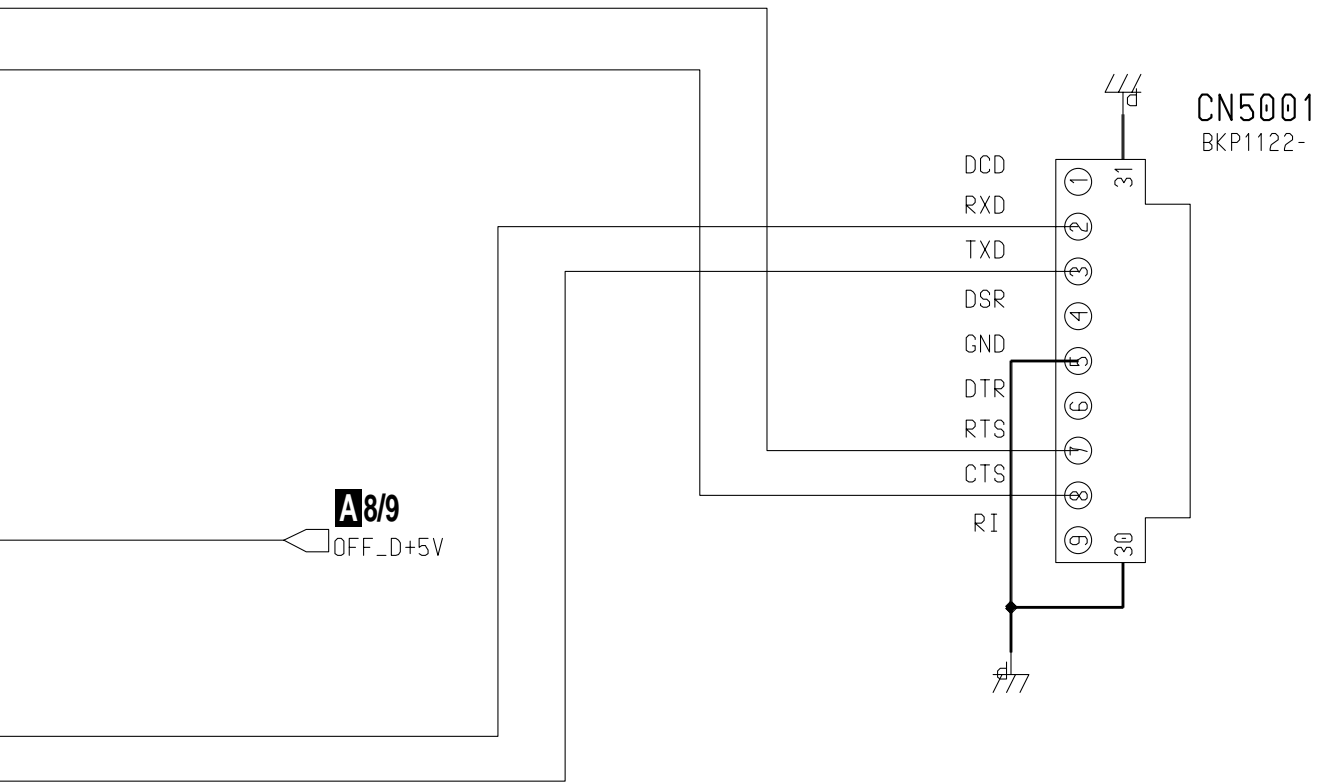 CN5001
BKP1122-
d
31
DCD
1
RXD
2
TXD
3
DSR
4
GND
5
DTR
6
RTS
7
CTS
8
RI
9
30
A 8/9
OFF_D+5V
d